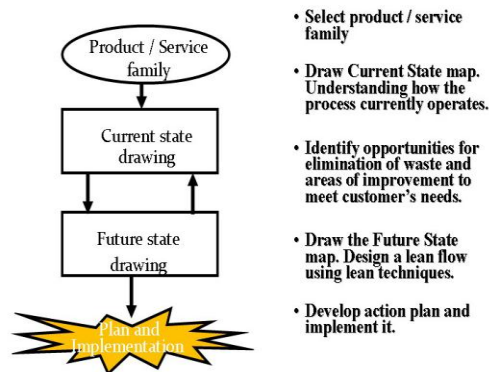 Product / Service
family
Current state
drawing
Future state
drawing
Plan and
Implementation
• Select product / service
family
• Draw Current State map.
Understanding how the
process currently operates.
• Identify opportunities for
elimination of waste and
areas of improvement to
meet customer's needs.
• Draw the Future State
map. Design a lean flow
using lean techniques.
• Develop action plan and
implement it.